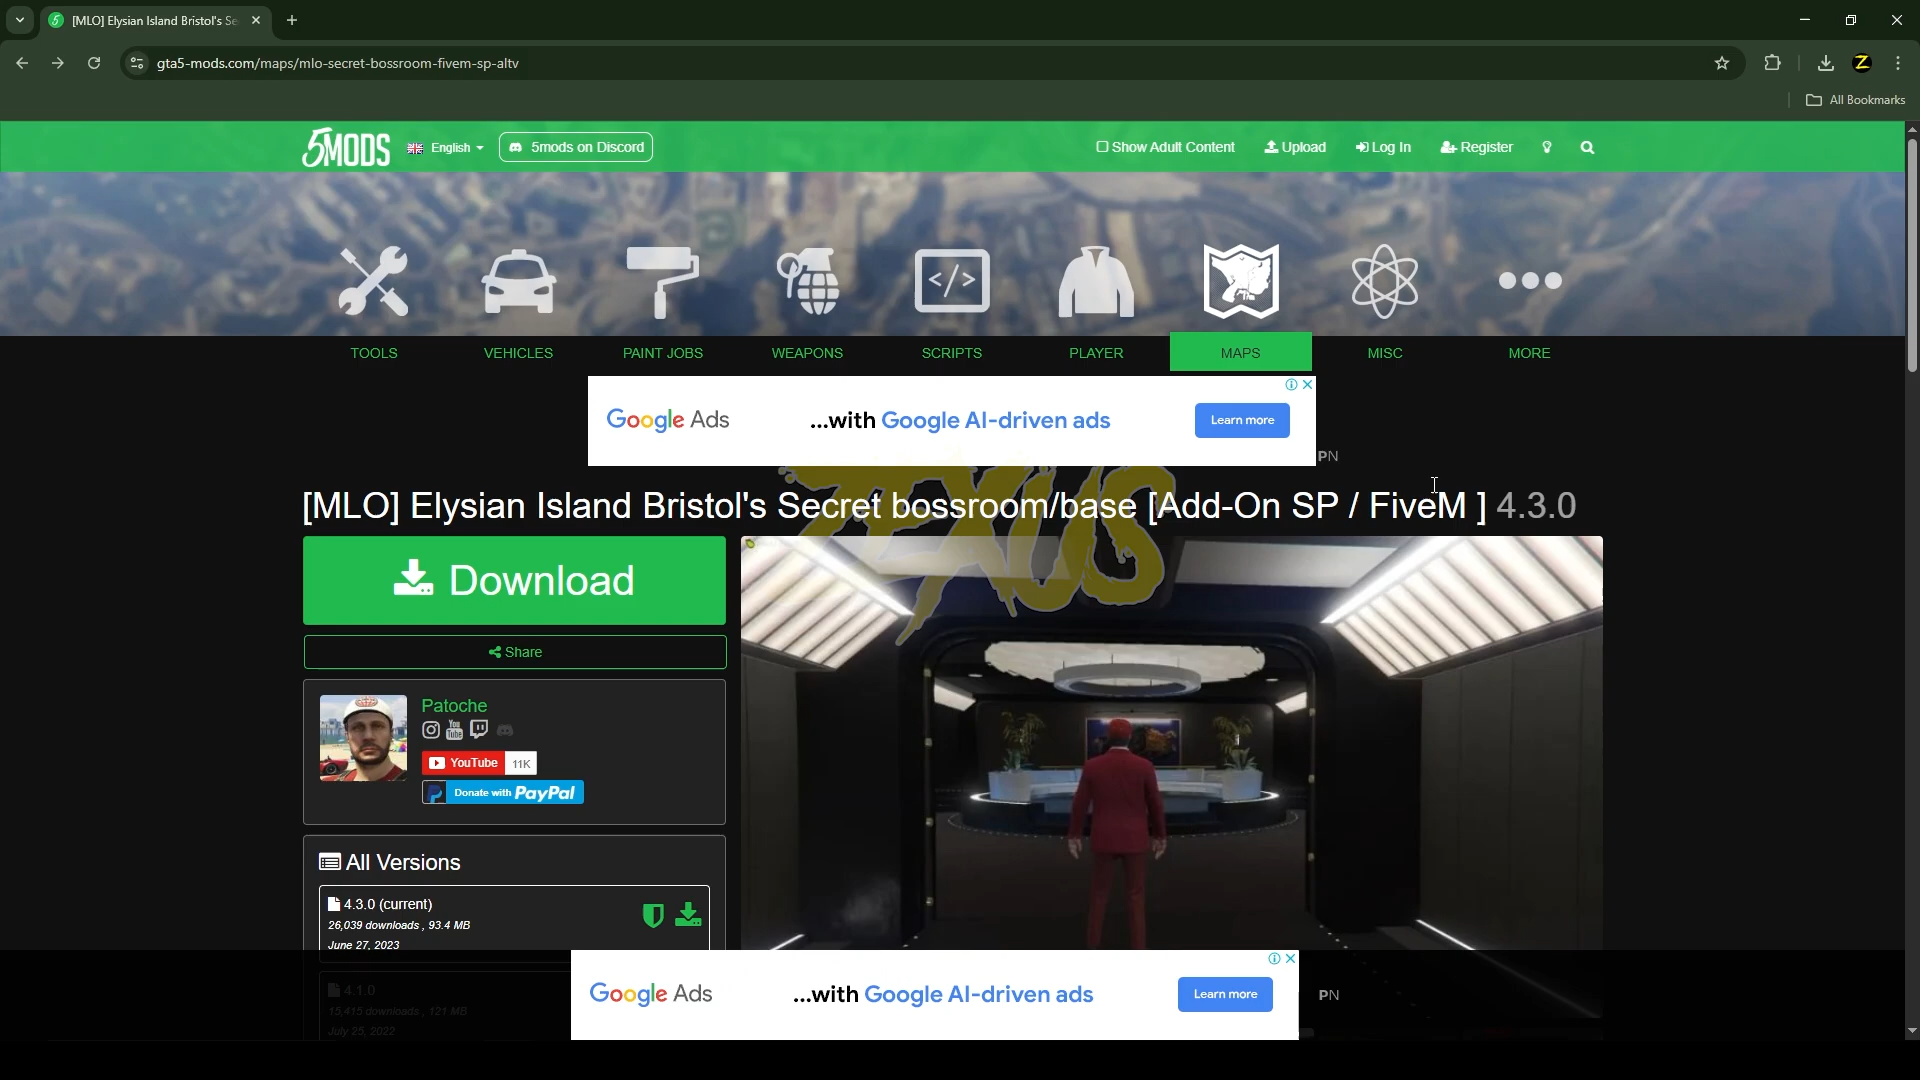 [MLO] Elysian Island Bristol's Se
gta5-mods.com/maps/mlo-secret-bossroom-fivem-sp-altv
Z
All Bookmarks
5MODS
English
5mods on Discord
Show Adult Content
Upload
Log In
Register
TOOLS
VEHICLES
PAINT JOBS
WEAPONS
SCRIPTS
PLAYER
MAPS
MISC
MORE
Google Ads
...with Google AI-driven ads
Learn more
PN
[MLO] Elysian Island Bristol's Secret bossroom/base [Add-On SP / FiveM ] 4.3.0
ZEXUS
Download
Share
Patoche
YouTube 11K
Donate with PayPal
All Versions
4.3.0 (current)
26,039 downloads , 93.4 MB
June 27, 2023
4.1.0
15,415 downloads , 121 MB
July 25, 2022
Google Ads
...with Google AI-driven ads
Learn more
PN